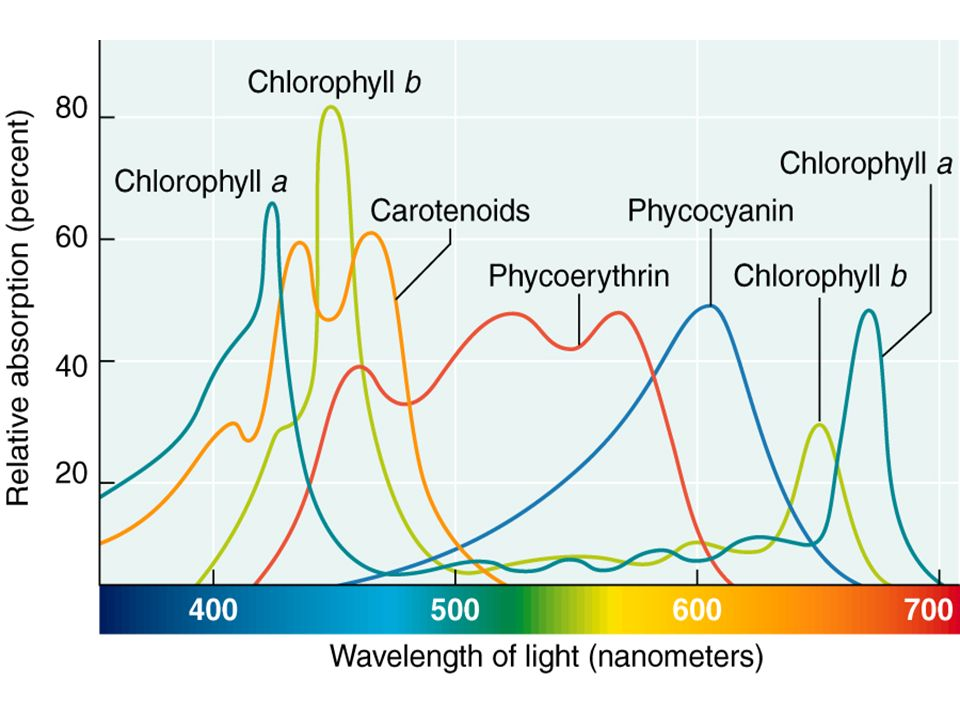 Chlorophyll b
80
Chlorophyll a
Chlorophyll a
Carotenoids
Phycocyanin
60
Phycoerythrin
Chlorophyll b
40
20
Relative absorption (percent)
400 500 600 700
Wavelength of light (nanometers)